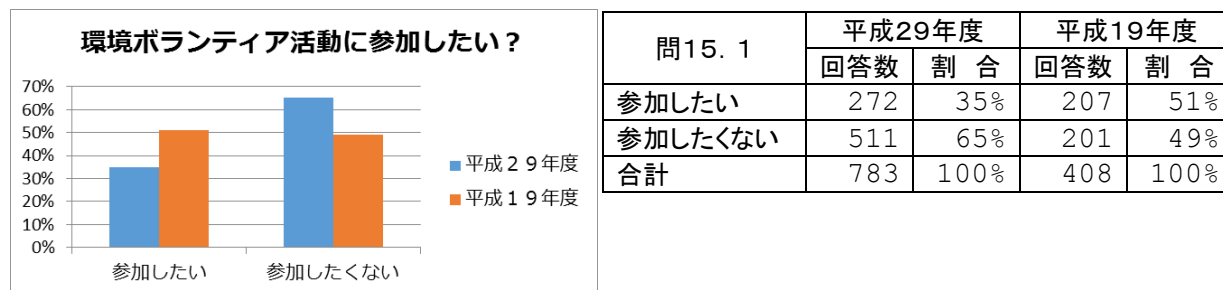 環境ボランティア活動に参加したい？
70%
60%
50%
40%
30%
20%
10%
0%
参加したい 参加したくない
平成２９年度
平成１９年度
問15．1 平成29年度 平成19年度
回答数 割　合 回答数 割　合
参加したい 272 35% 207 51%
参加したくない 511 65% 201 49%
合計 783 100% 408 100%